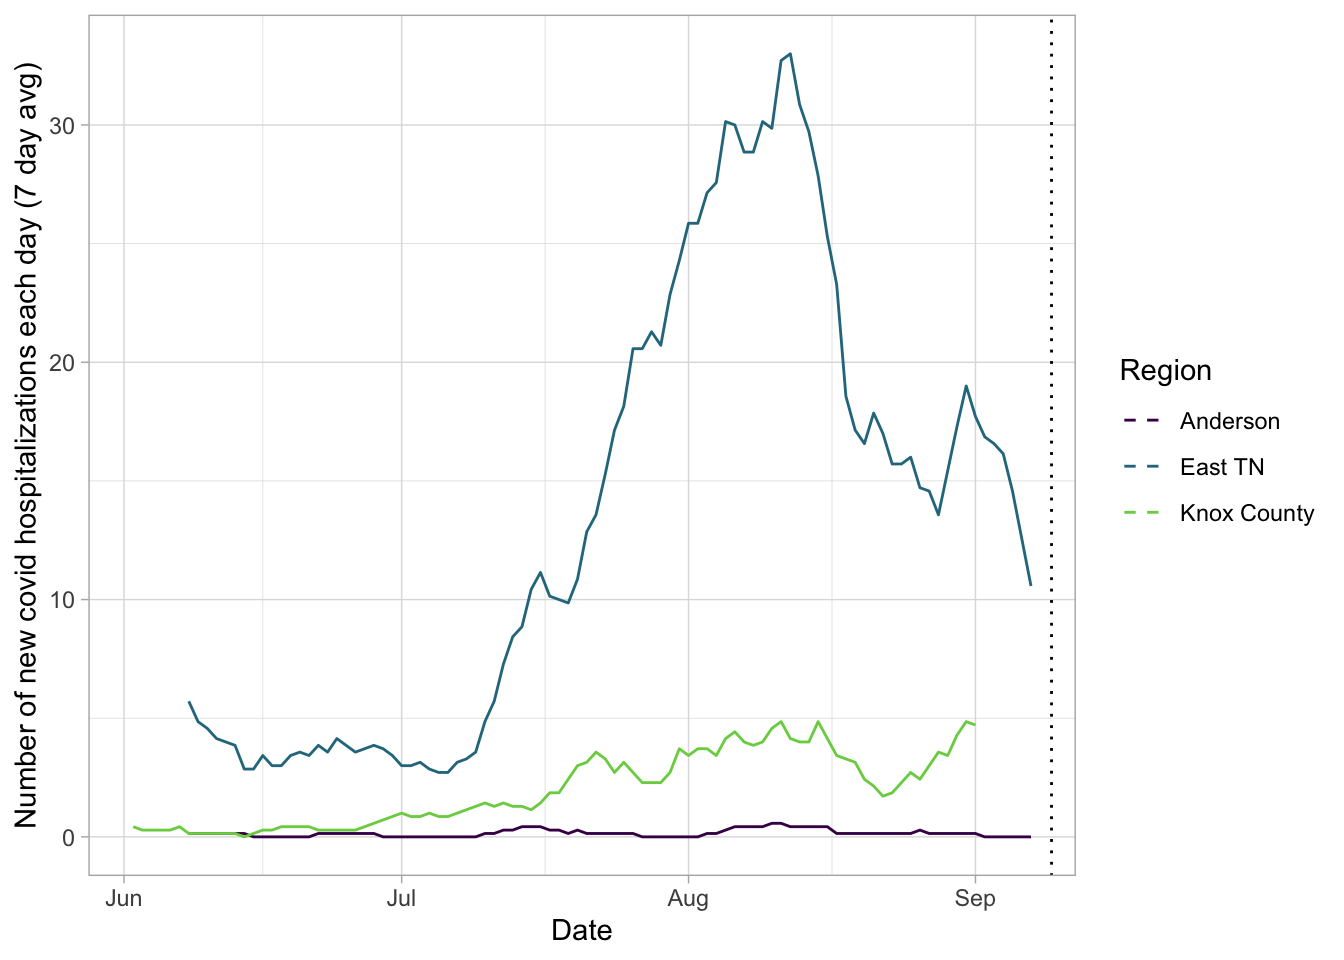 Number of new covid hospitalizations each day (7 day avg)
30
20
10
0
Jun
Jul
Aug
Sep
Date
Region
Anderson
East TN
Knox County